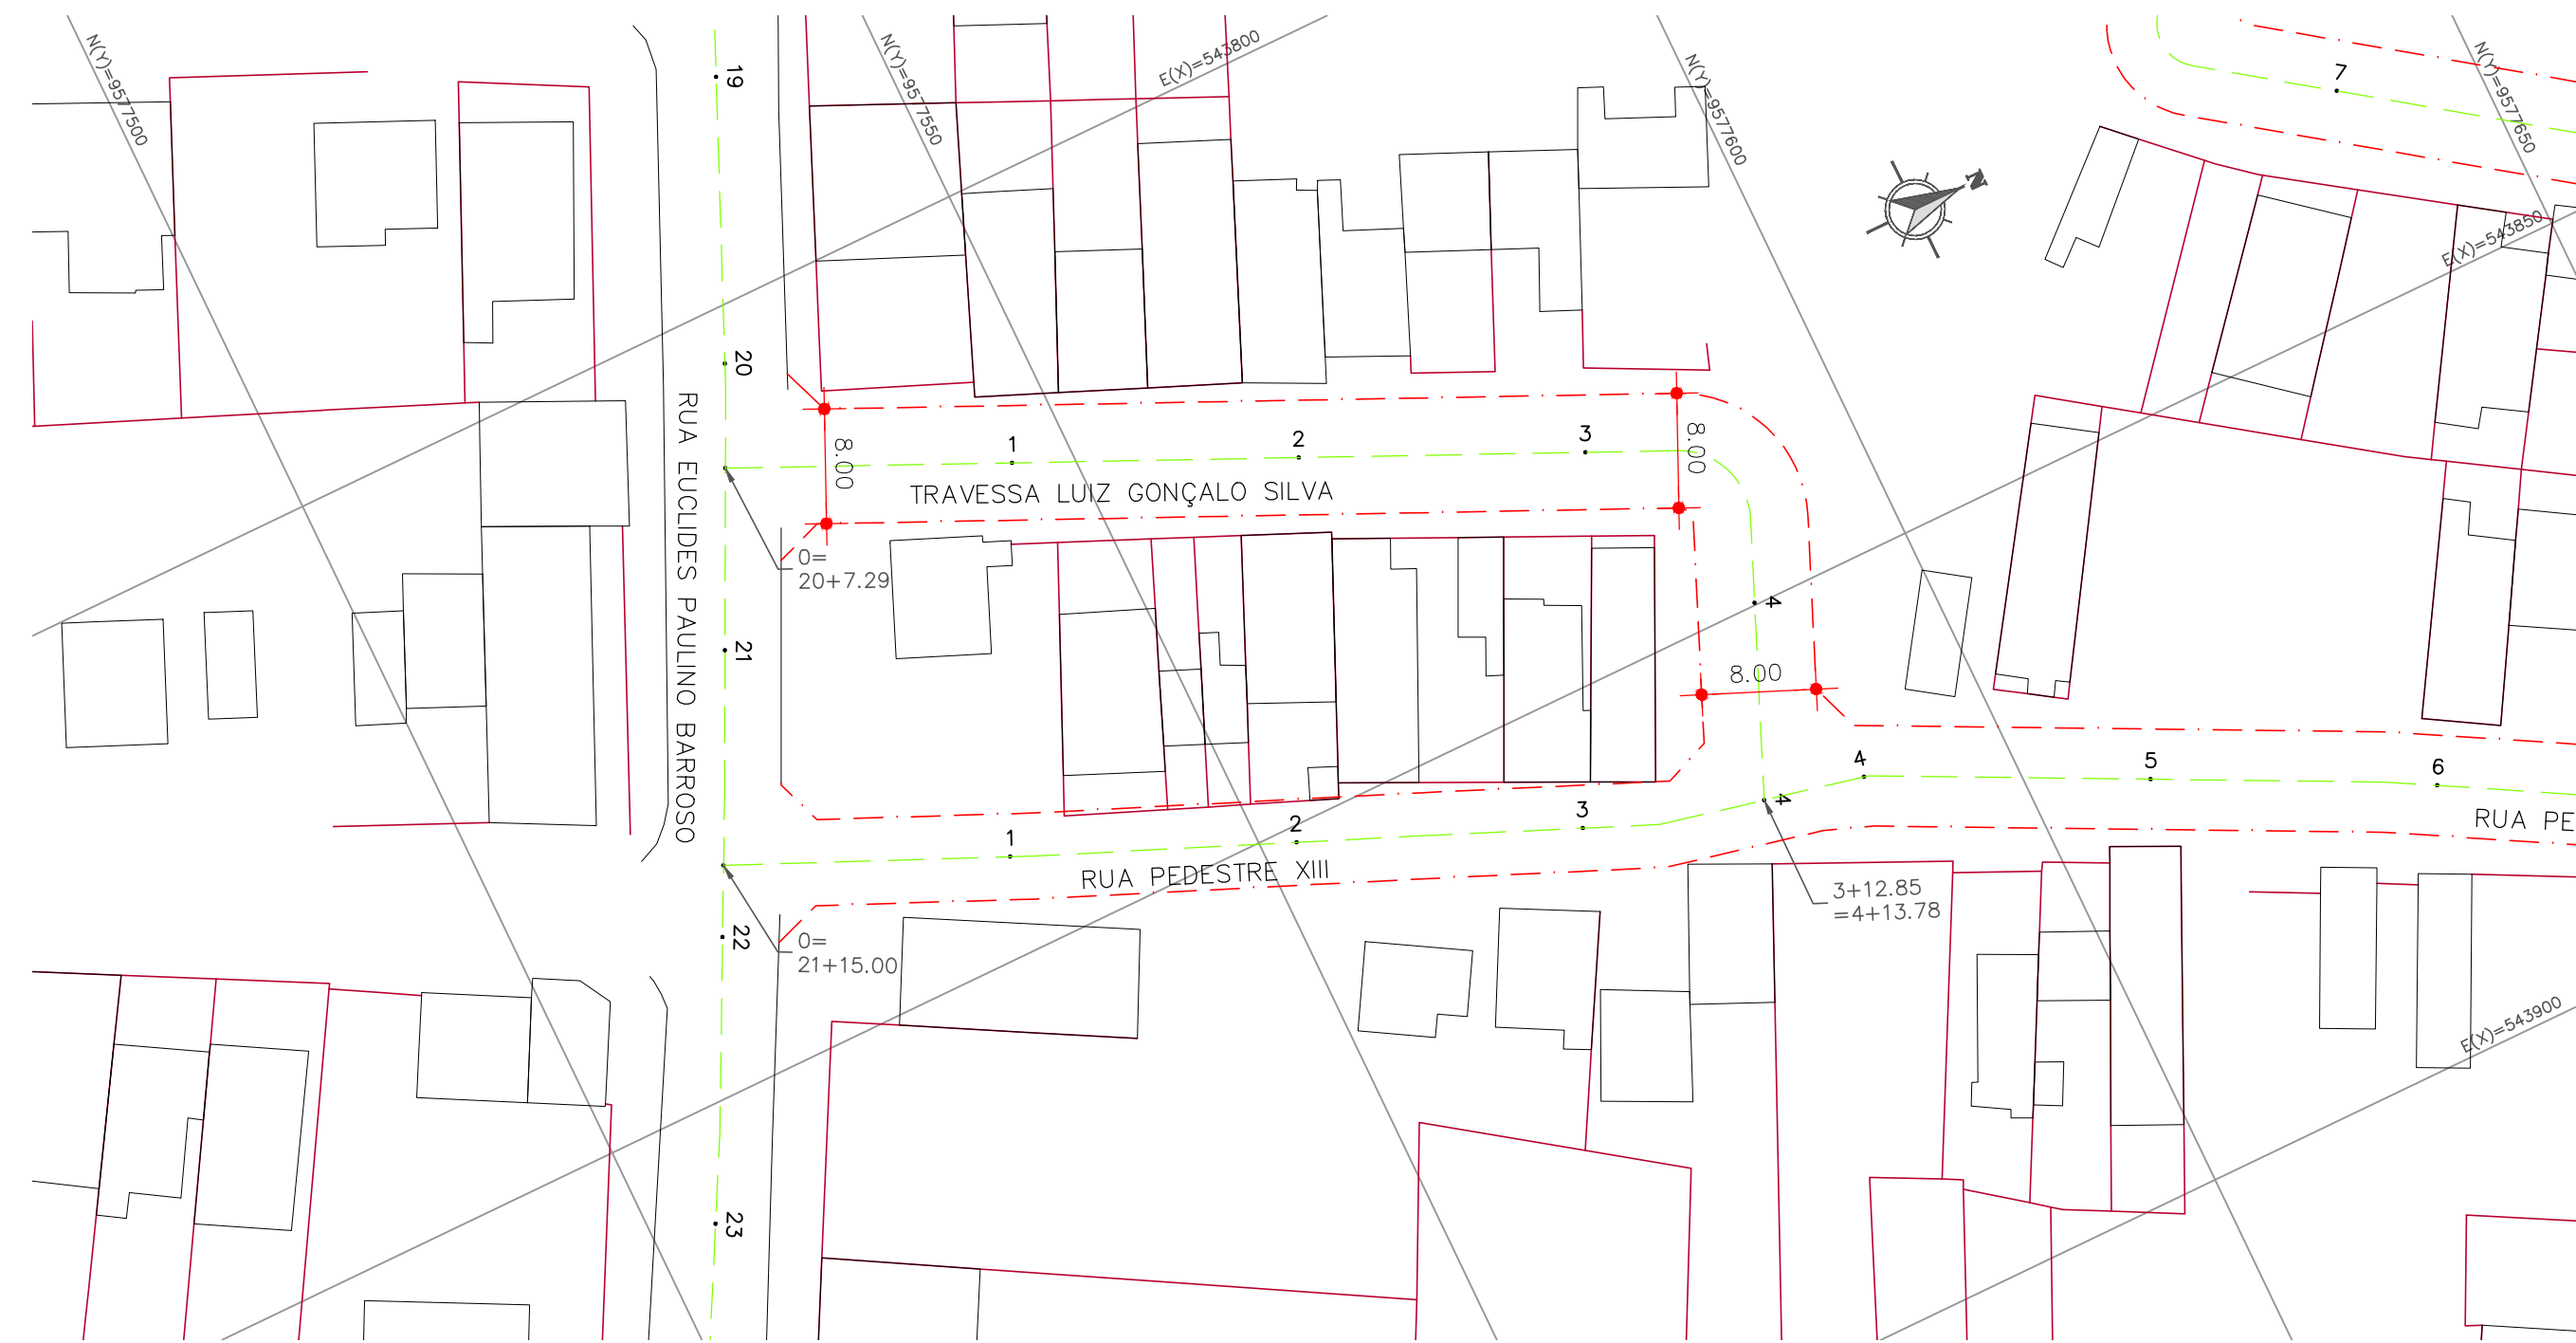 N(Y)=9577500
N(Y)=9577550
E(X)=543800
N(Y)=9577600
N(Y)=9577650
E(X)=543850
N
7
19
20
21
22
23
RUA EUCLIDES PAULINO BARROSO
8.00
1
2
3
8.00
TRAVESSA LUIZ GONÇALO SILVA
0=
20+7.29
4
8.00
4
5
6
4
1
2
3
RUA PEDESTRE XIII
RUA PE
3+12.85
=4+13.78
0=
21+15.00
E(X)=543900